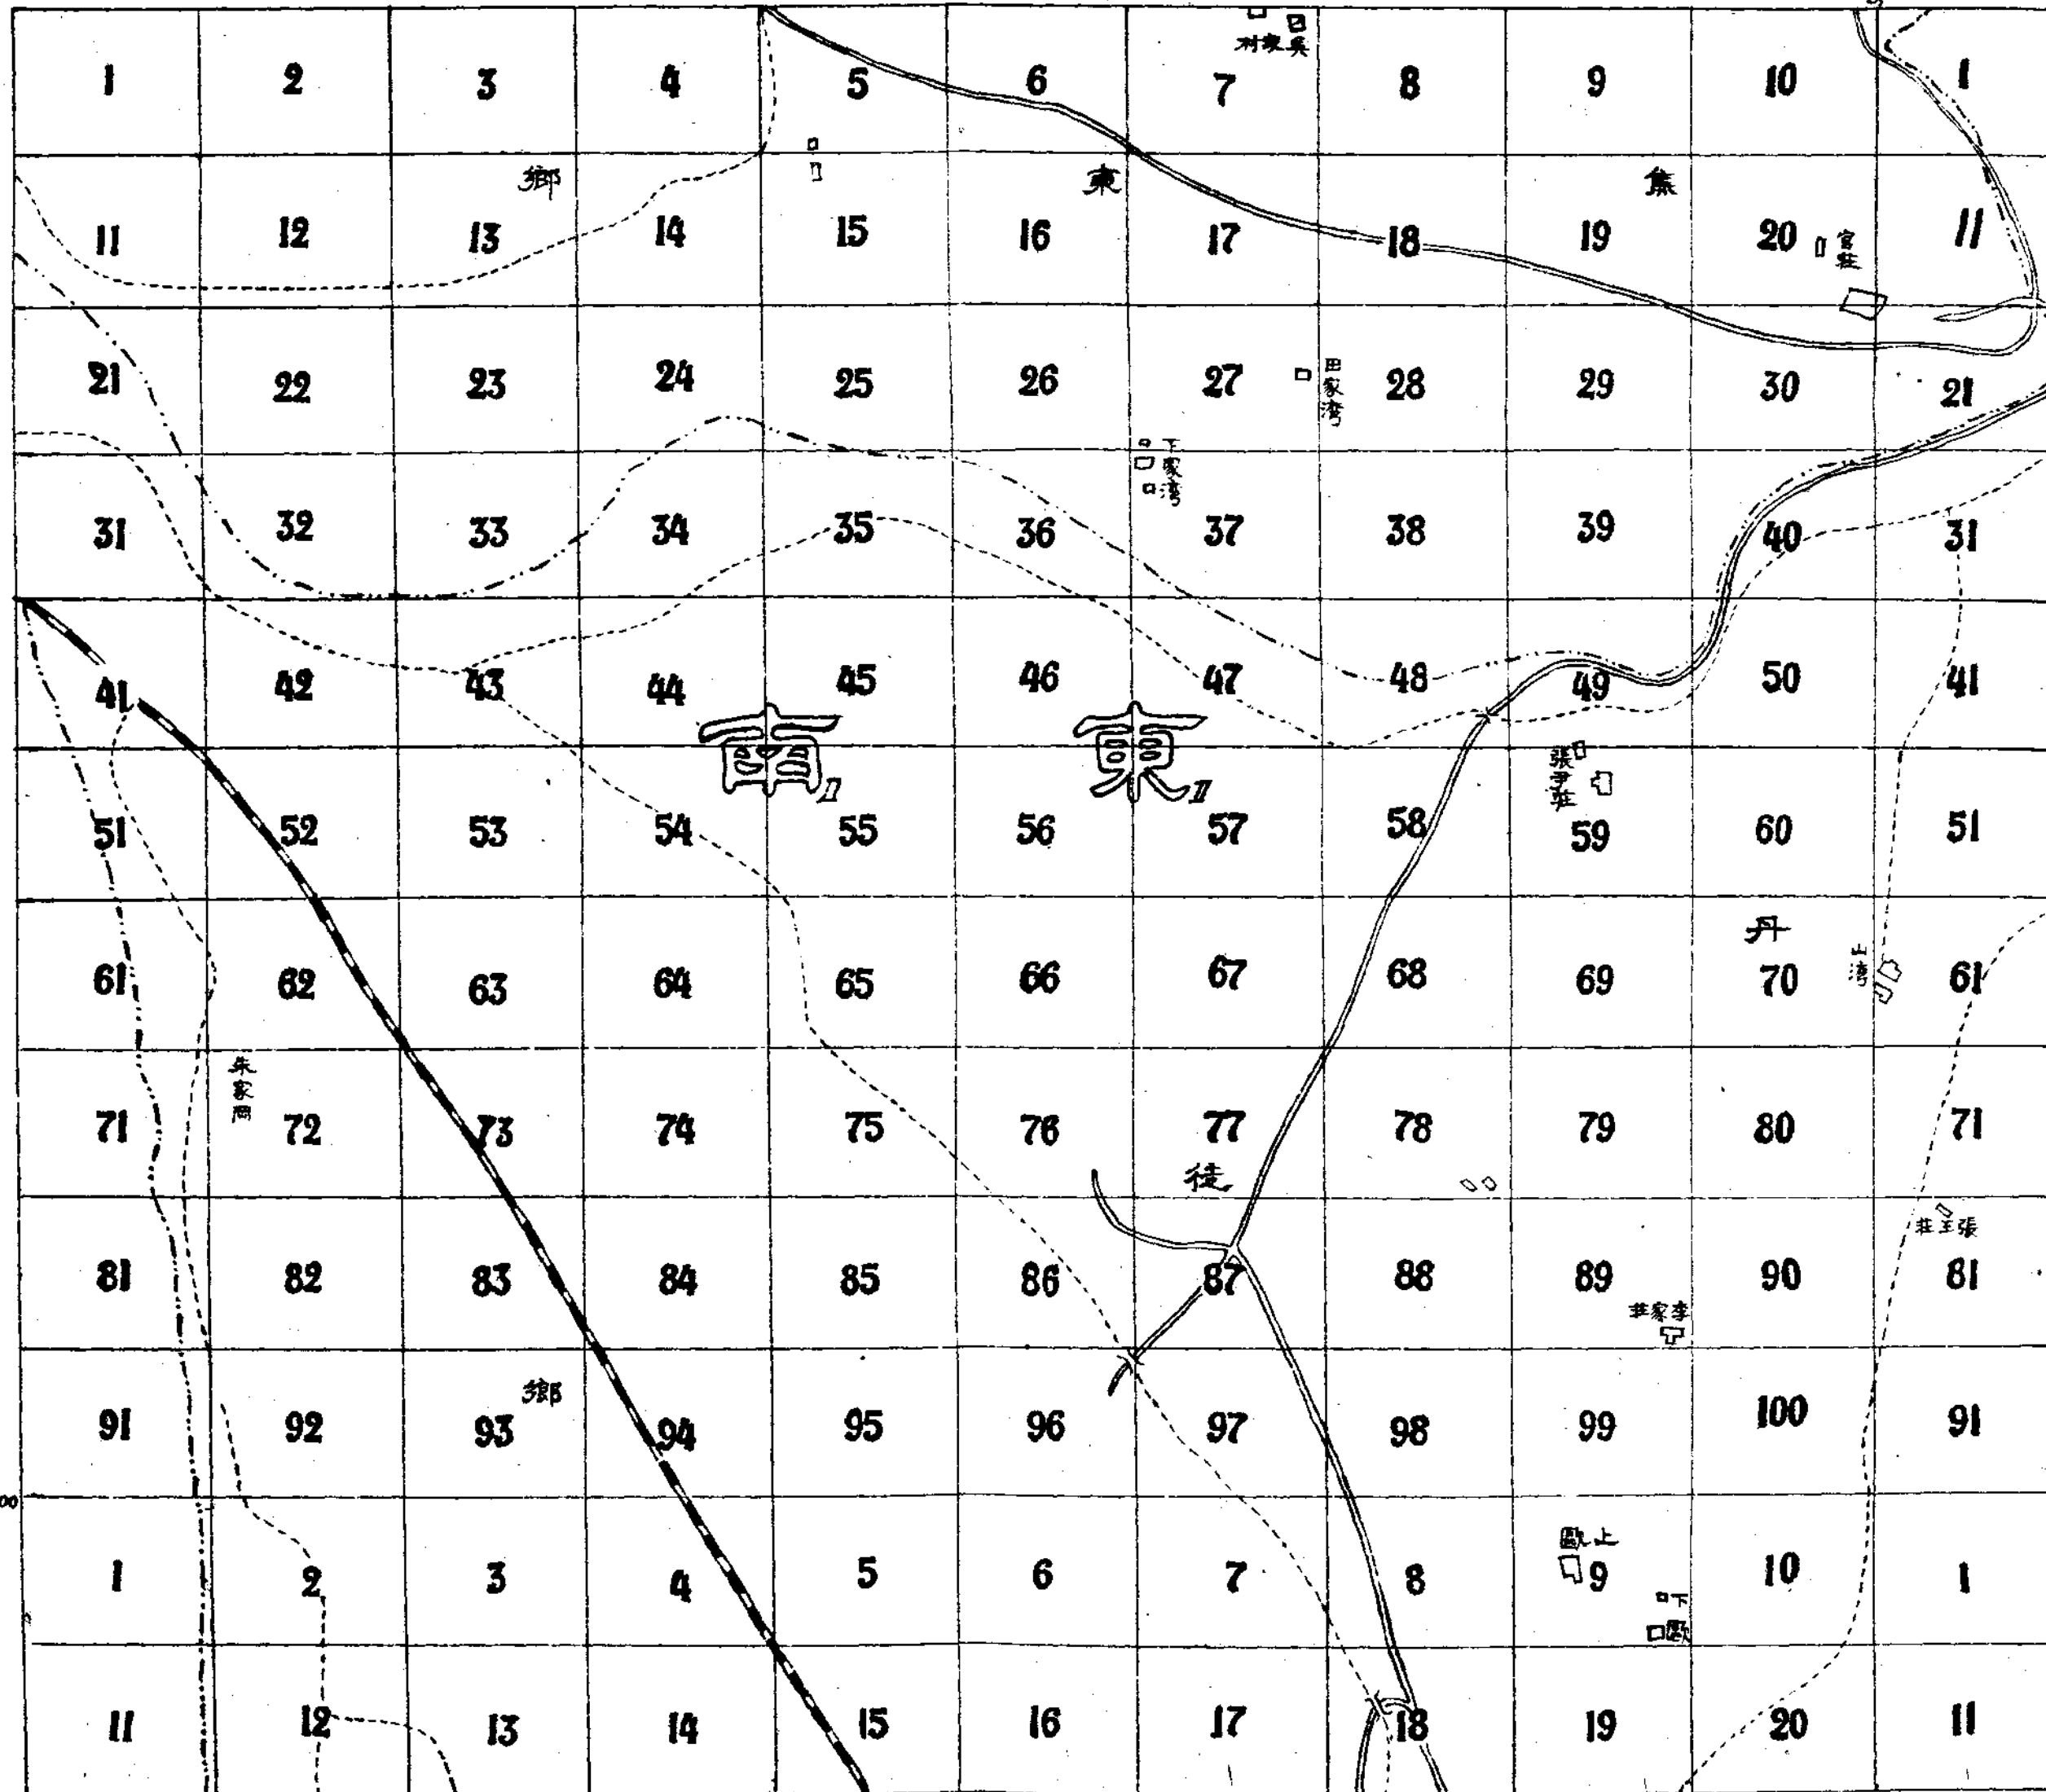 吳家村
1 2 3 4 5 6 7 8 9 10 1
焦東鄉
11 12 13 14 15 16 17 18 19 20 11
宮莊
21 22 23 24 25 26 27 28 29 30 21
田家湾
下家湾
31 32 33 34 35 36 37 38 39 40 31
41 42 43 44 45 46 47 48 49 50 41
張尹莊
51 52 53 54 55 56 57 58 59 60 51
丹徒鄉
山湾
61 62 63 64 65 66 67 68 69 70 61
朱家岡
71 72 73 74 75 76 77 78 79 80 71
張王莊
81 82 83 84 85 86 87 88 89 90 81
李家莊
91 92 93 94 95 96 97 98 99 100 91
上歐
1 2 3 4 5 6 7 8 9 10 1
下歐
11 12 13 14 15 16 17 18 19 20 11